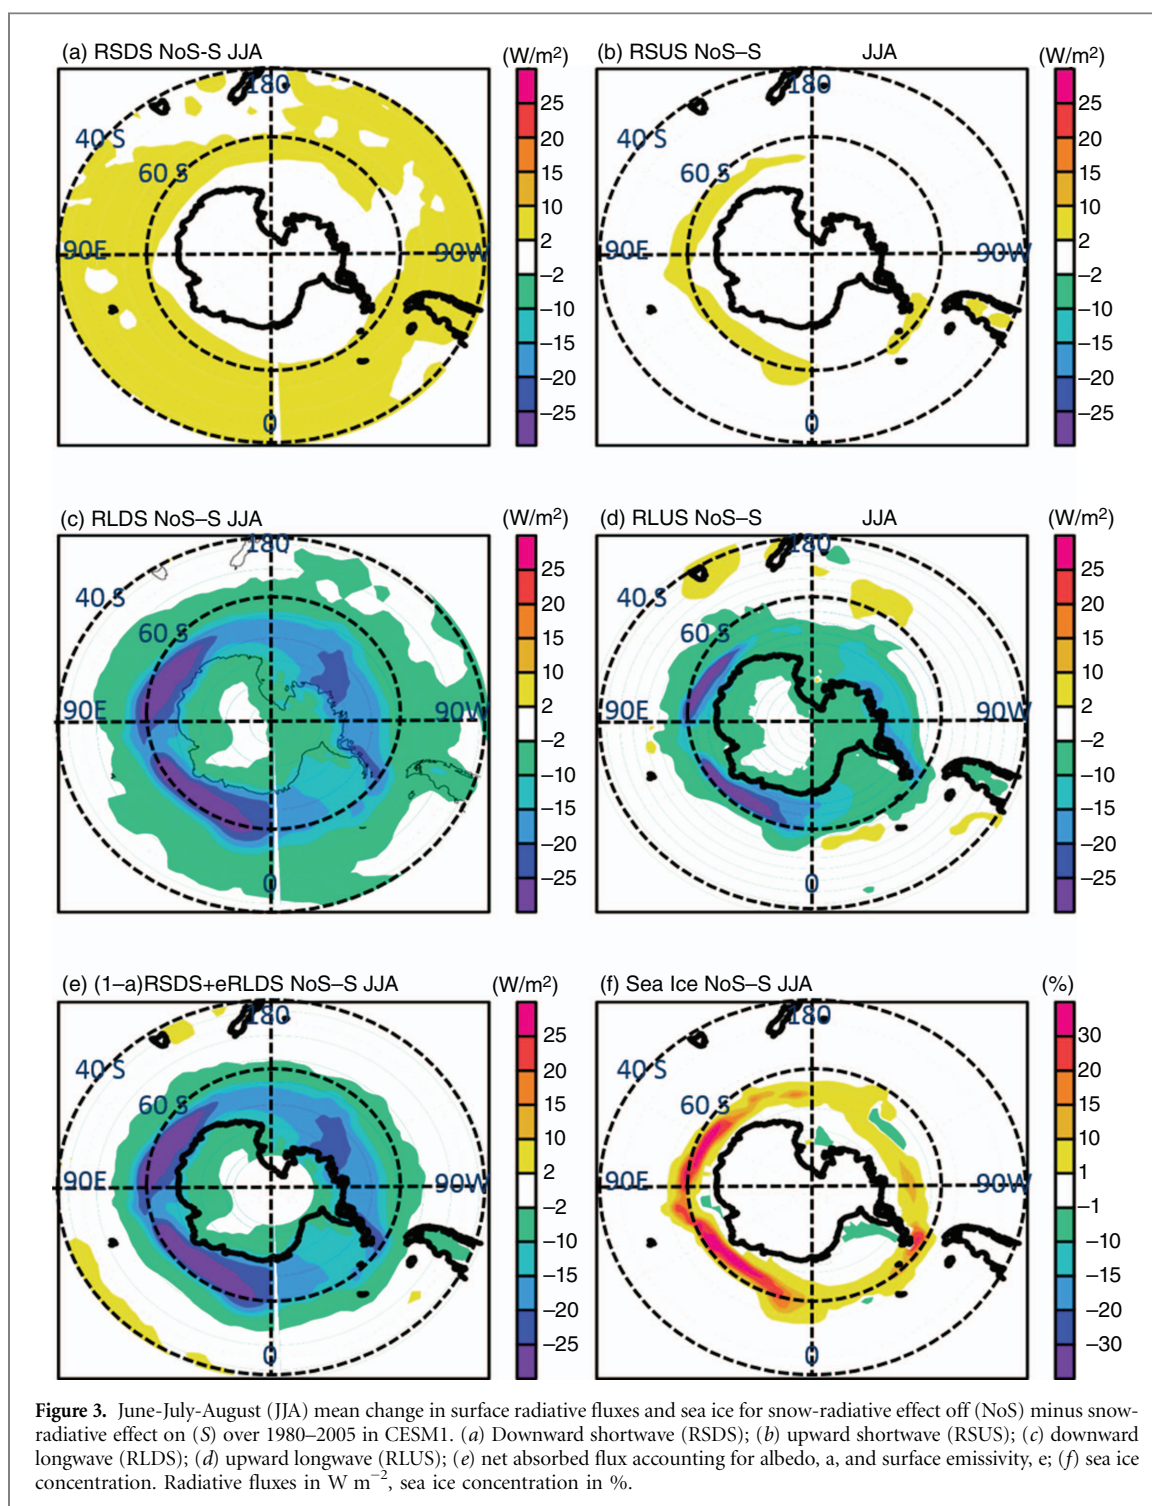 (a) RSDS NoS-S JJA
(W/m²)
180
40 S
60 S
90E
90W
0
25
20
15
10
2
−2
−10
−15
−20
−25
(b) RSUS NoS–S JJA
(W/m²)
180
40 S
60 S
90E
90W
0
25
20
15
10
2
−2
−10
−15
−20
−25
(c) RLDS NoS–S JJA
(W/m²)
180
40 S
60 S
90E
90W
0
25
20
15
10
2
−2
−10
−15
−20
−25
(d) RLUS NoS–S JJA
(W/m²)
180
40 S
60 S
90E
90W
0
25
20
15
10
2
−2
−10
−15
−20
−25
(e) (1–a)RSDS+eRLDS NoS–S JJA
(W/m²)
180
40 S
60 S
90E
90W
0
25
20
15
10
2
−2
−10
−15
−20
−25
(f) Sea Ice NoS–S JJA
(%)
180
40 S
60 S
90E
90W
0
30
20
15
10
1
−1
−10
−15
−20
−30
Figure 3. June-July-August (JJA) mean change in surface radiative fluxes and sea ice for snow-radiative effect off (NoS) minus snow-
radiative effect on (S) over 1980–2005 in CESM1. (a) Downward shortwave (RSDS); (b) upward shortwave (RSUS); (c) downward
longwave (RLDS); (d) upward longwave (RLUS); (e) net absorbed flux accounting for albedo, a, and surface emissivity, e; (f) sea ice
concentration. Radiative fluxes in W m⁻², sea ice concentration in %.